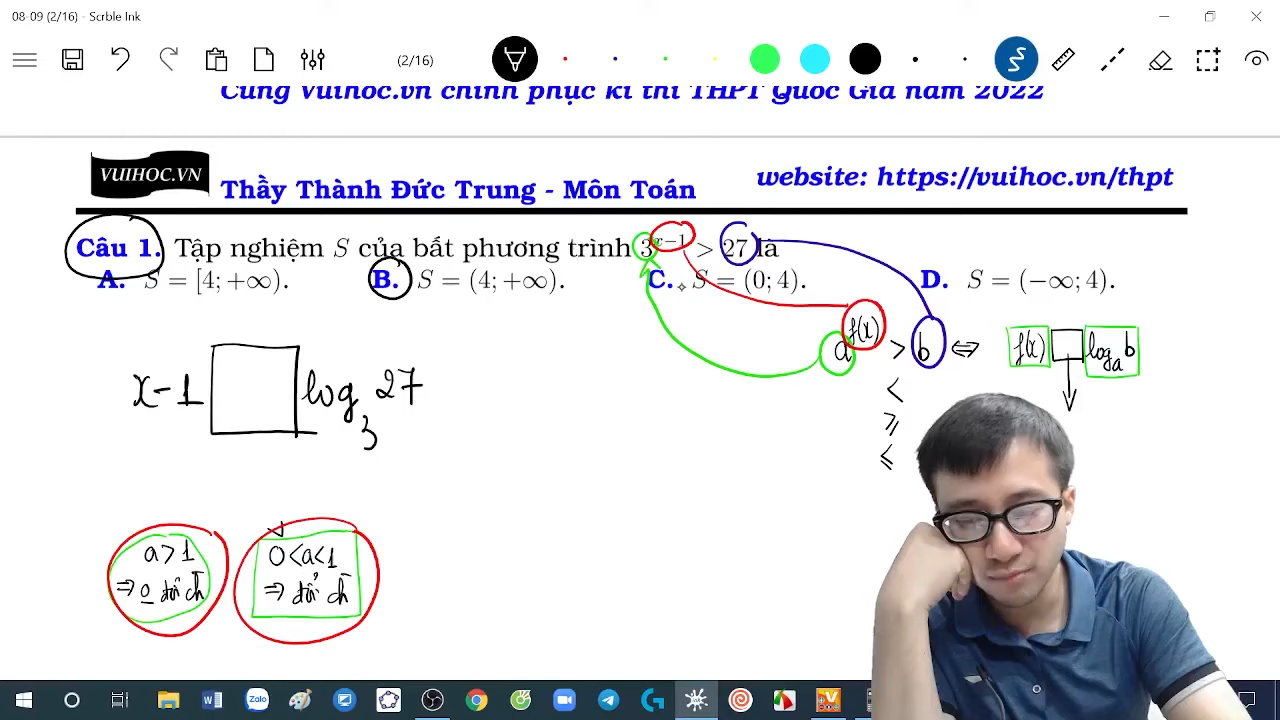 08-09 (2/16) - Scrble Ink
(2/16)
Cùng Vuihoc.vn chinh phục kì thi THPT Quốc Gia năm 2022
VUIHOC.VN
Thầy Thành Đức Trung - Môn Toán
website: https://vuihoc.vn/thpt
Câu 1. Tập nghiệm S của bất phương trình 3^{x−1} > 27 là
A. S = [4; +∞). B. S = (4; +∞). C. S = (0; 4). D. S = (−∞; 4).
a^{f(x)} > b ⇔ f(x) □ log_a b
<
⩾
⩽
x−1 □ log_3 27
a > 1
⇒ o đổi ch
0 < a < 1
⇒ đổi ch
Zalo